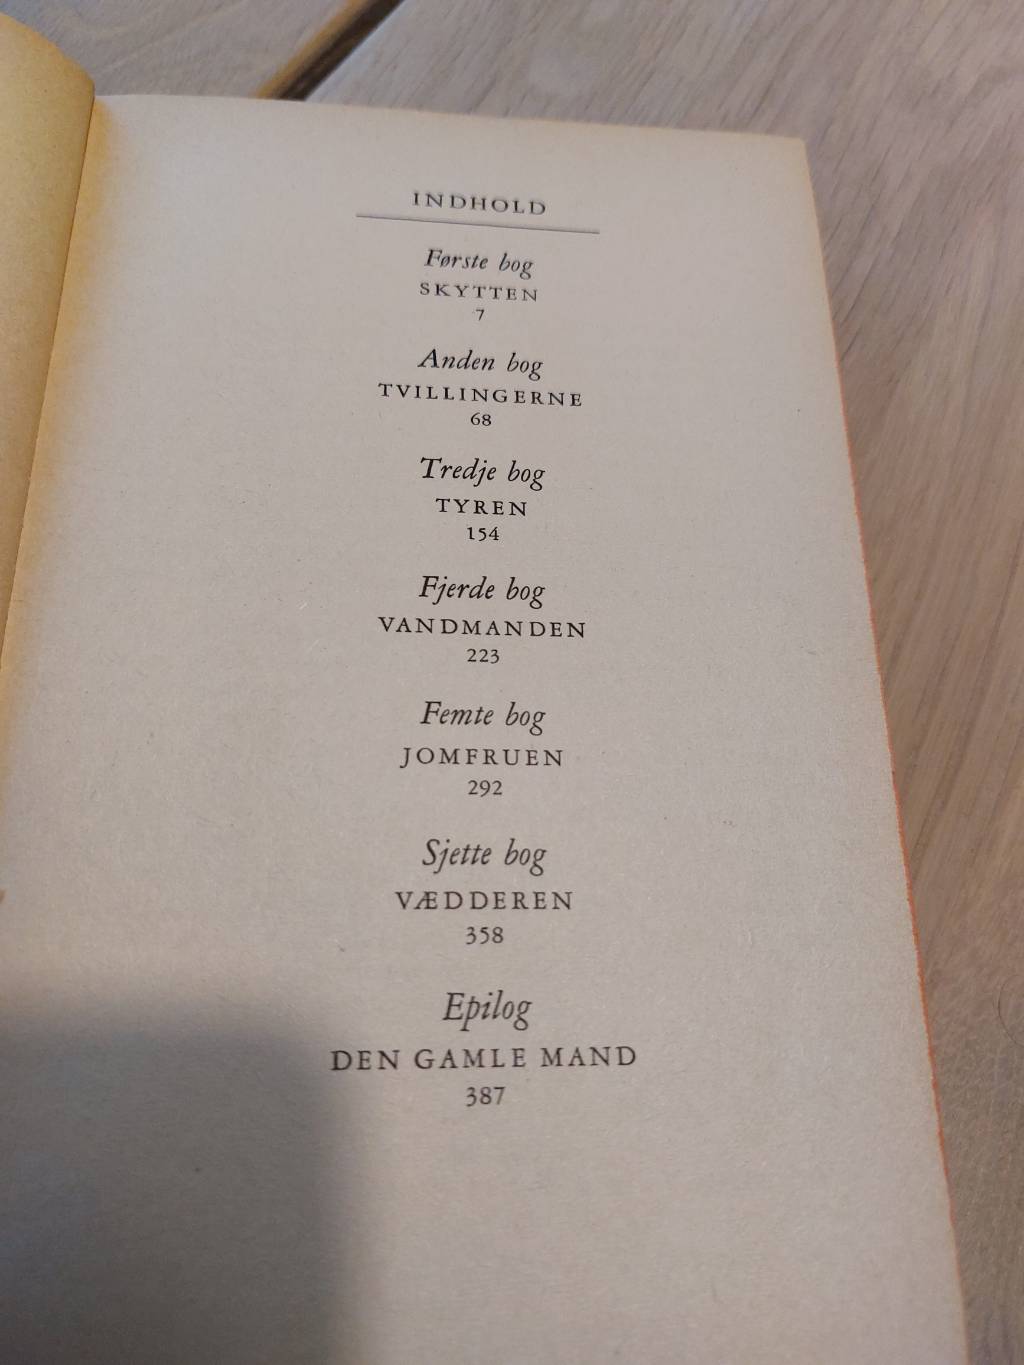 INDHOLD
Første bog
SKYTTEN
7
Anden bog
TVILLINGERNE
68
Tredje bog
TYREN
154
Fjerde bog
VANDMANDEN
223
Femte bog
JOMFRUEN
292
Sjette bog
VÆDDEREN
358
Epilog
DEN GAMLE MAND
387